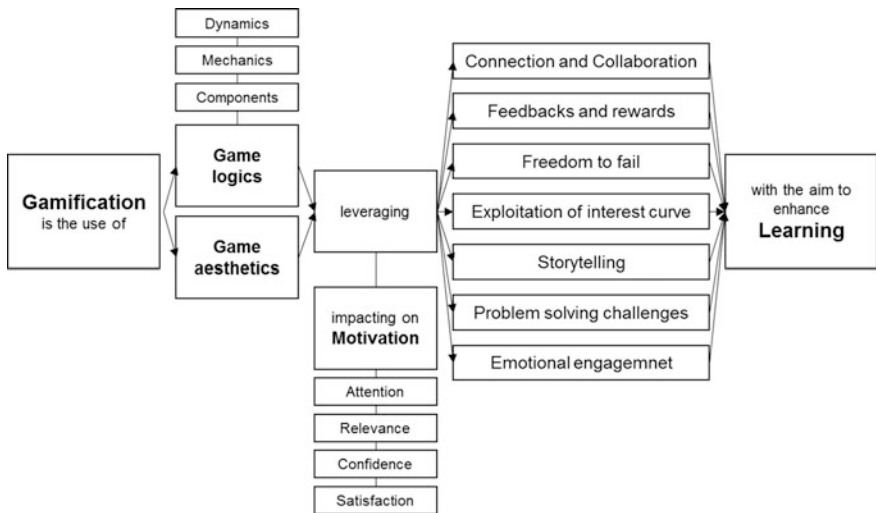 Dynamics
Mechanics
Components
Gamification
is the use of
Game
logics
Game
aesthetics
leveraging
impacting on
Motivation
Attention
Relevance
Confidence
Satisfaction
Connection and Collaboration
Feedbacks and rewards
Freedom to fail
Exploitation of interest curve
Storytelling
Problem solving challenges
Emotional engagemnet
with the aim to
enhance
Learning